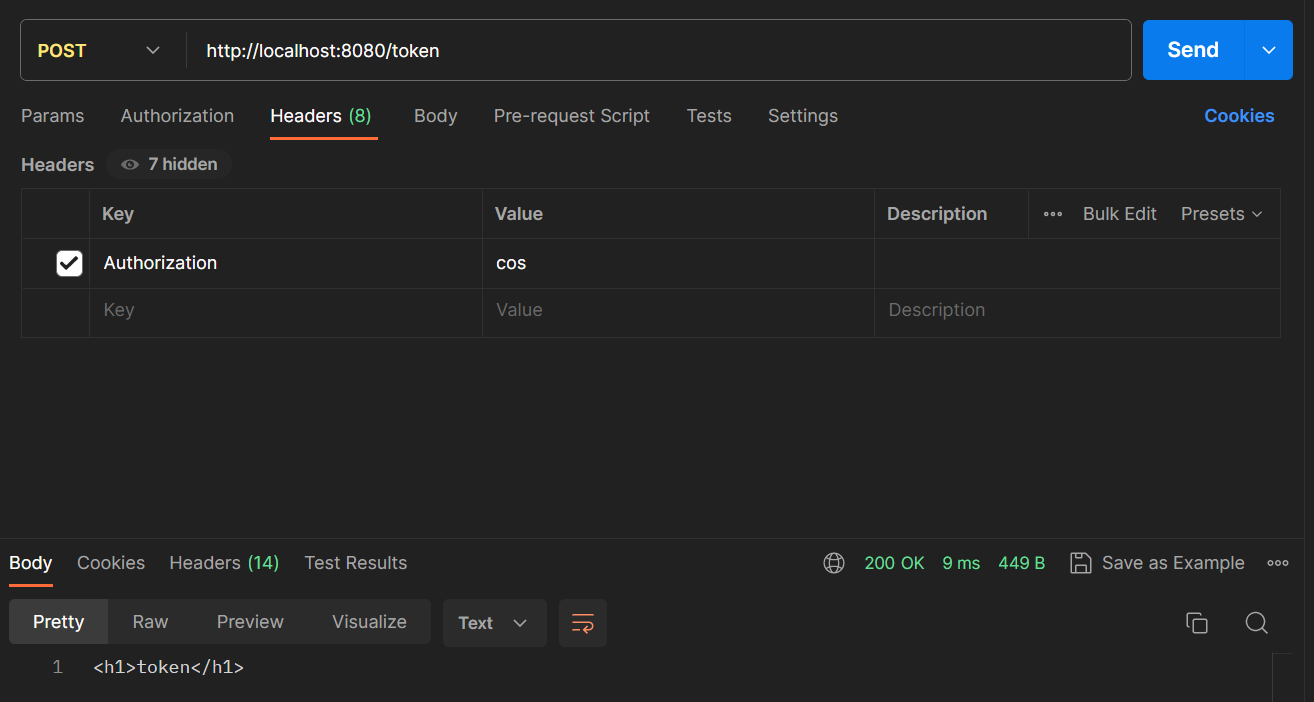 POST http://localhost:8080/token Send
Params Authorization Headers (8) Body Pre-request Script Tests Settings Cookies
Headers 7 hidden
Key Value Description Bulk Edit Presets
Authorization cos
Key Value Description
Body Cookies Headers (14) Test Results 200 OK 9 ms 449 B Save as Example
Pretty Raw Preview Visualize Text
1 <h1>token</h1>